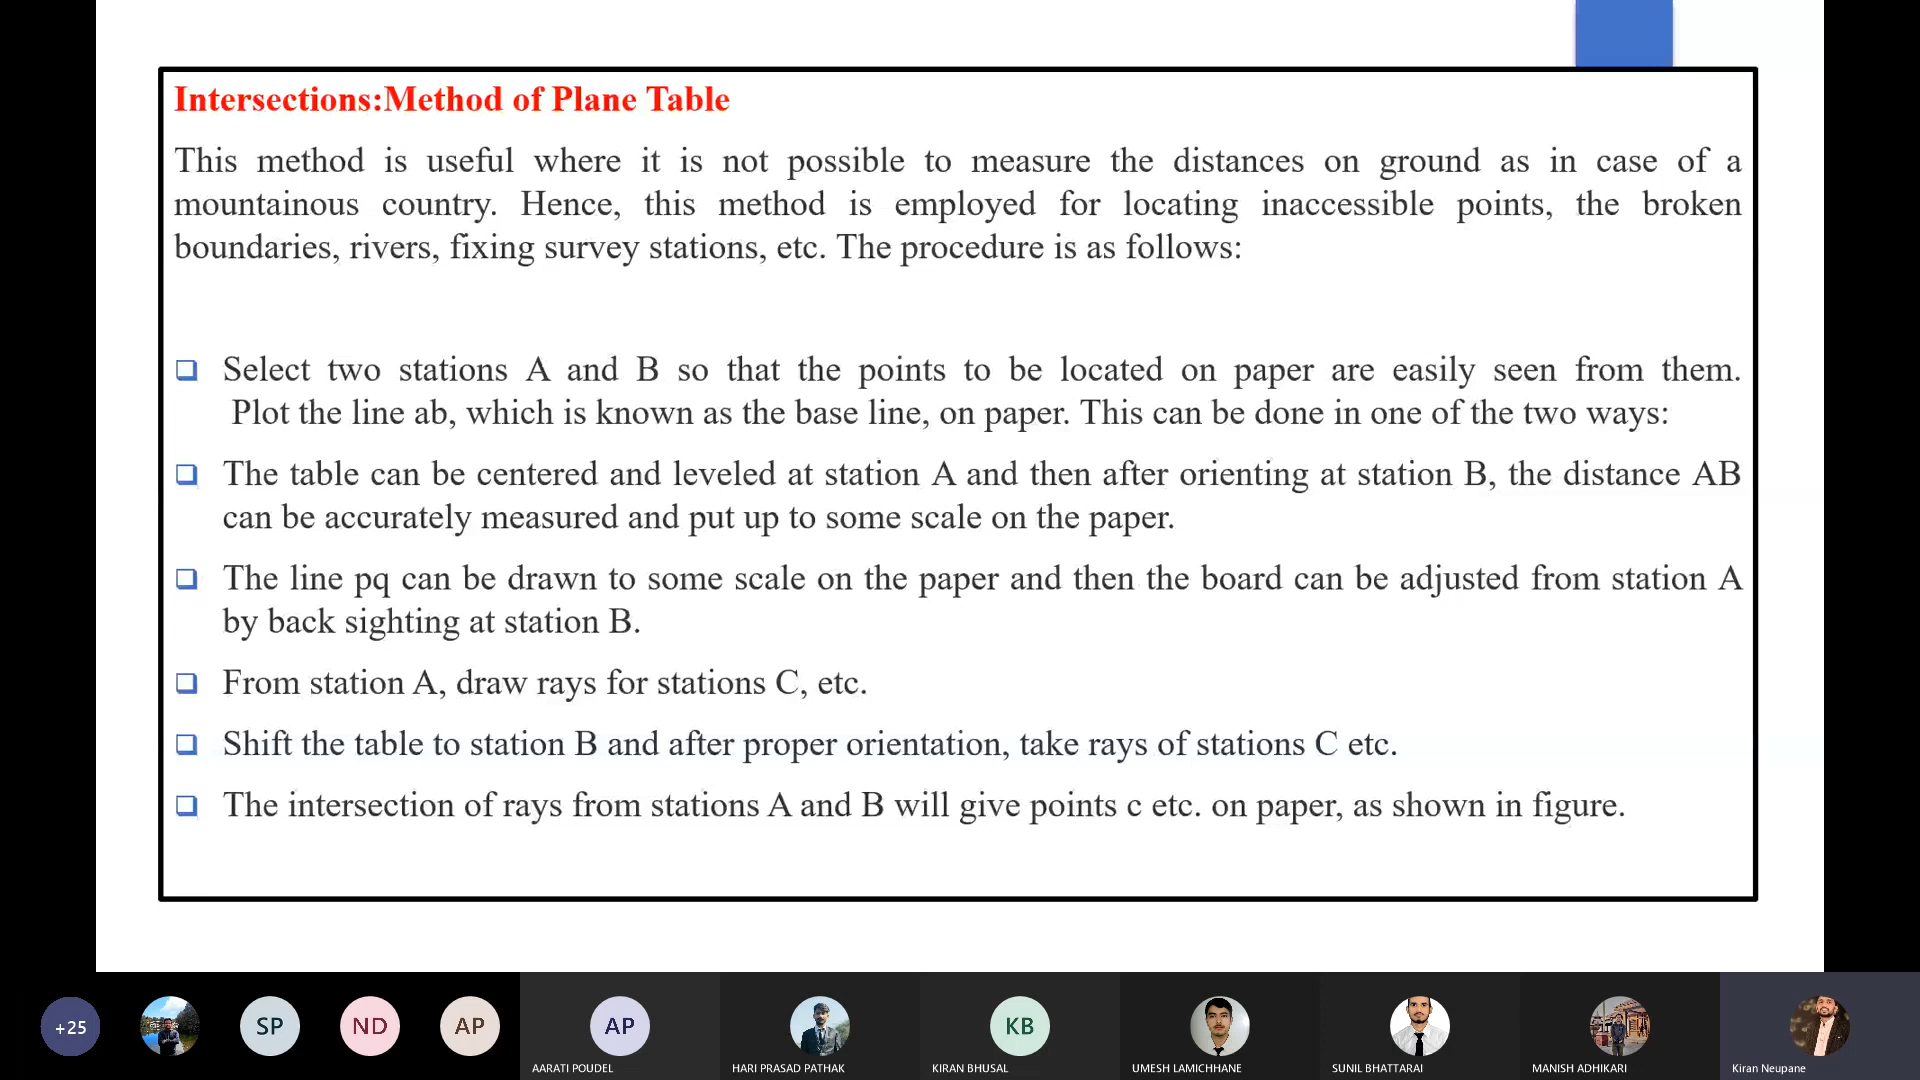 Intersections:Method of Plane Table
This method is useful where it is not possible to measure the distances on ground as in case of a
mountainous country. Hence, this method is employed for locating inaccessible points, the broken
boundaries, rivers, fixing survey stations, etc. The procedure is as follows:
Select two stations A and B so that the points to be located on paper are easily seen from them.
Plot the line ab, which is known as the base line, on paper. This can be done in one of the two ways:
The table can be centered and leveled at station A and then after orienting at station B, the distance AB
can be accurately measured and put up to some scale on the paper.
The line pq can be drawn to some scale on the paper and then the board can be adjusted from station A
by back sighting at station B.
From station A, draw rays for stations C, etc.
Shift the table to station B and after proper orientation, take rays of stations C etc.
The intersection of rays from stations A and B will give points c etc. on paper, as shown in figure.
+25
SP
ND
AP
AP
KB
AARATI POUDEL
HARI PRASAD PATHAK
KIRAN BHUSAL
UMESH LAMICHHANE
SUNIL BHATTARAI
MANISH ADHIKARI
Kiran Neupane